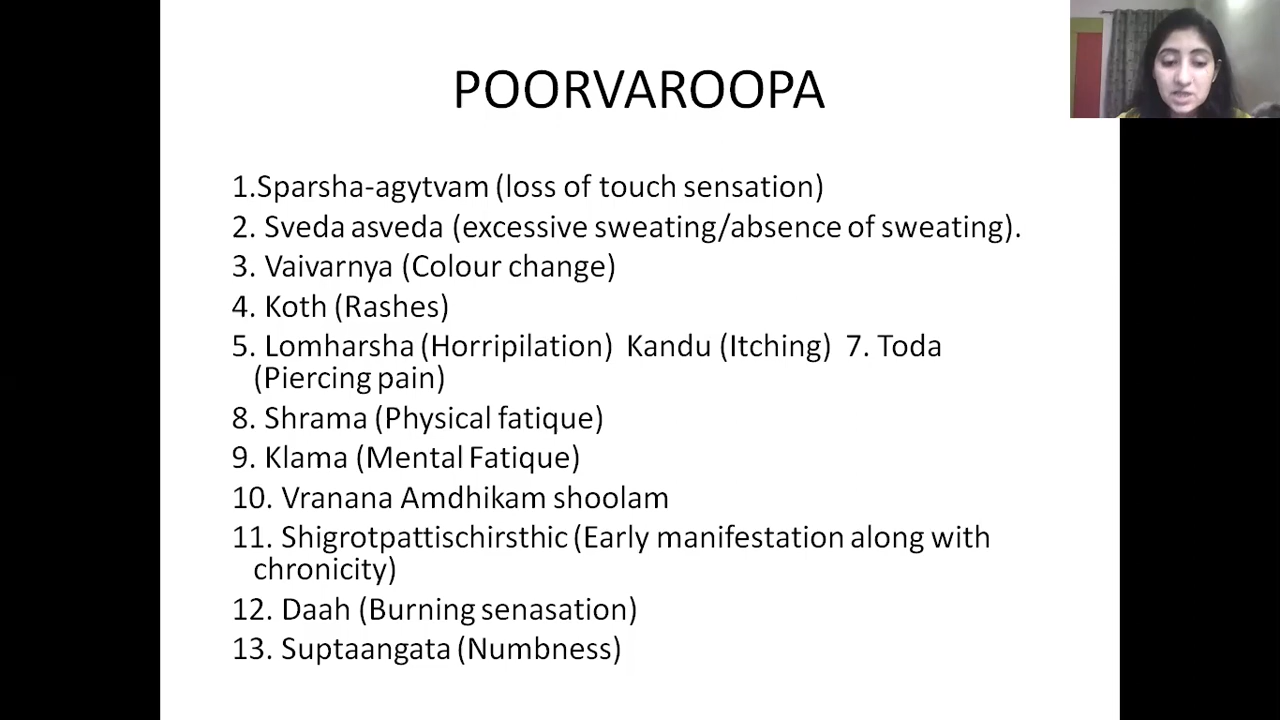 POORVAROOPA
1.Sparsha-agytvam (loss of touch sensation)
2. Sveda asveda (excessive sweating/absence of sweating).
3. Vaivarnya (Colour change)
4. Koth (Rashes)
5. Lomharsha (Horripilation) Kandu (Itching) 7. Toda
(Piercing pain)
8. Shrama (Physical fatique)
9. Klama (Mental Fatique)
10. Vranana Amdhikam shoolam
11. Shigrotpattischirsthic (Early manifestation along with
chronicity)
12. Daah (Burning senasation)
13. Suptaangata (Numbness)